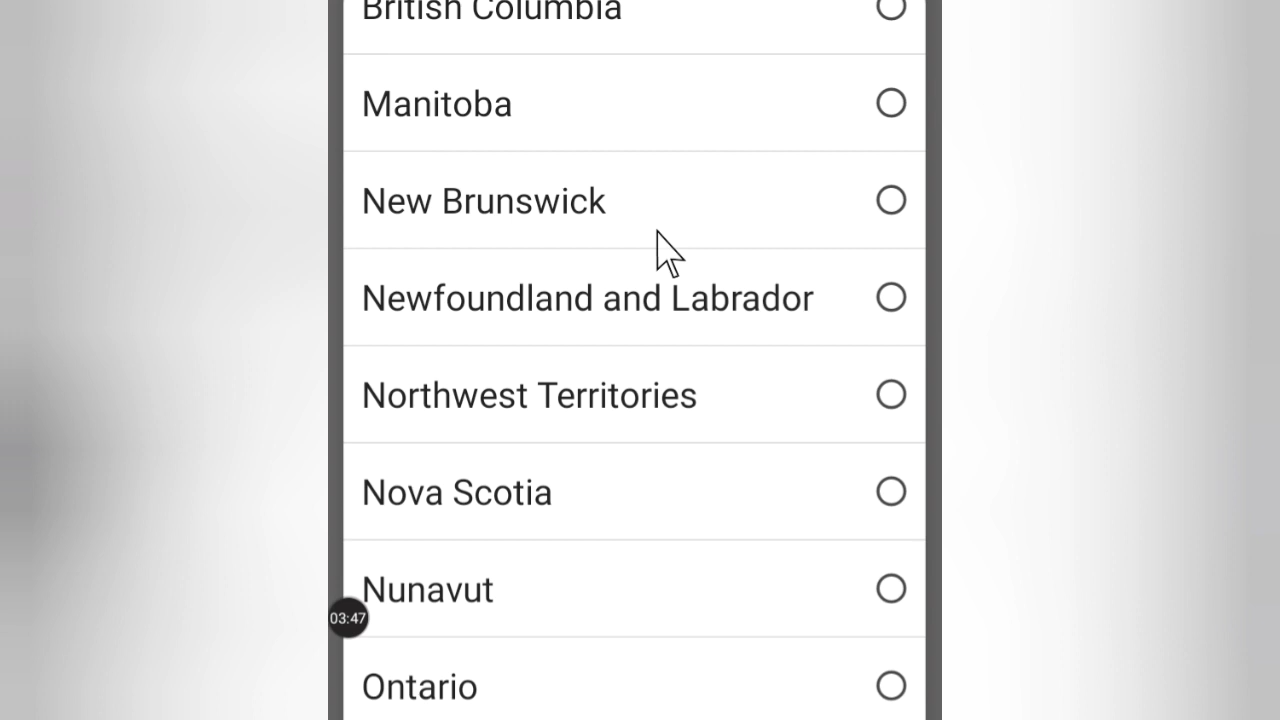 British Columbia
Manitoba
New Brunswick
Newfoundland and Labrador
Northwest Territories
Nova Scotia
Nunavut
03:47
Ontario